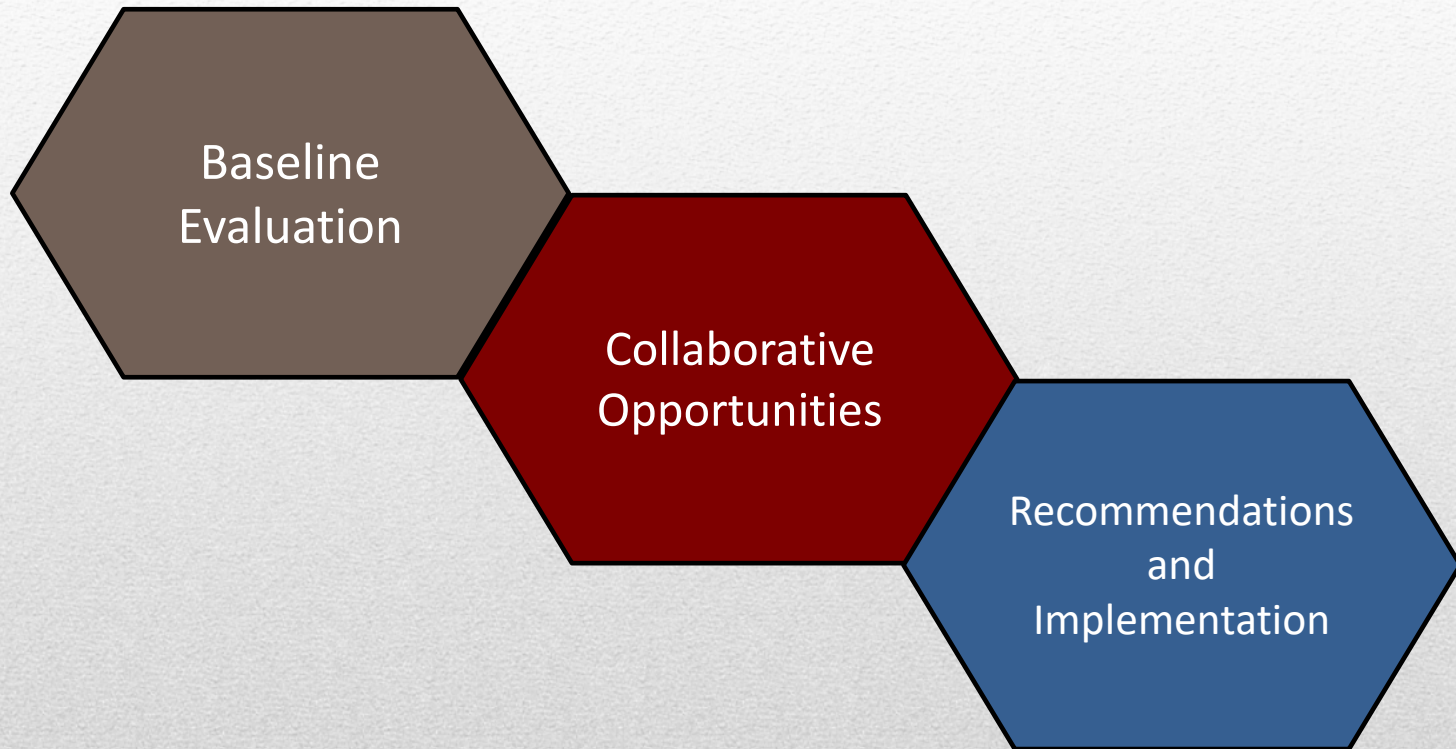 Baseline
Evaluation
Collaborative
Opportunities
Recommendations
and
Implementation